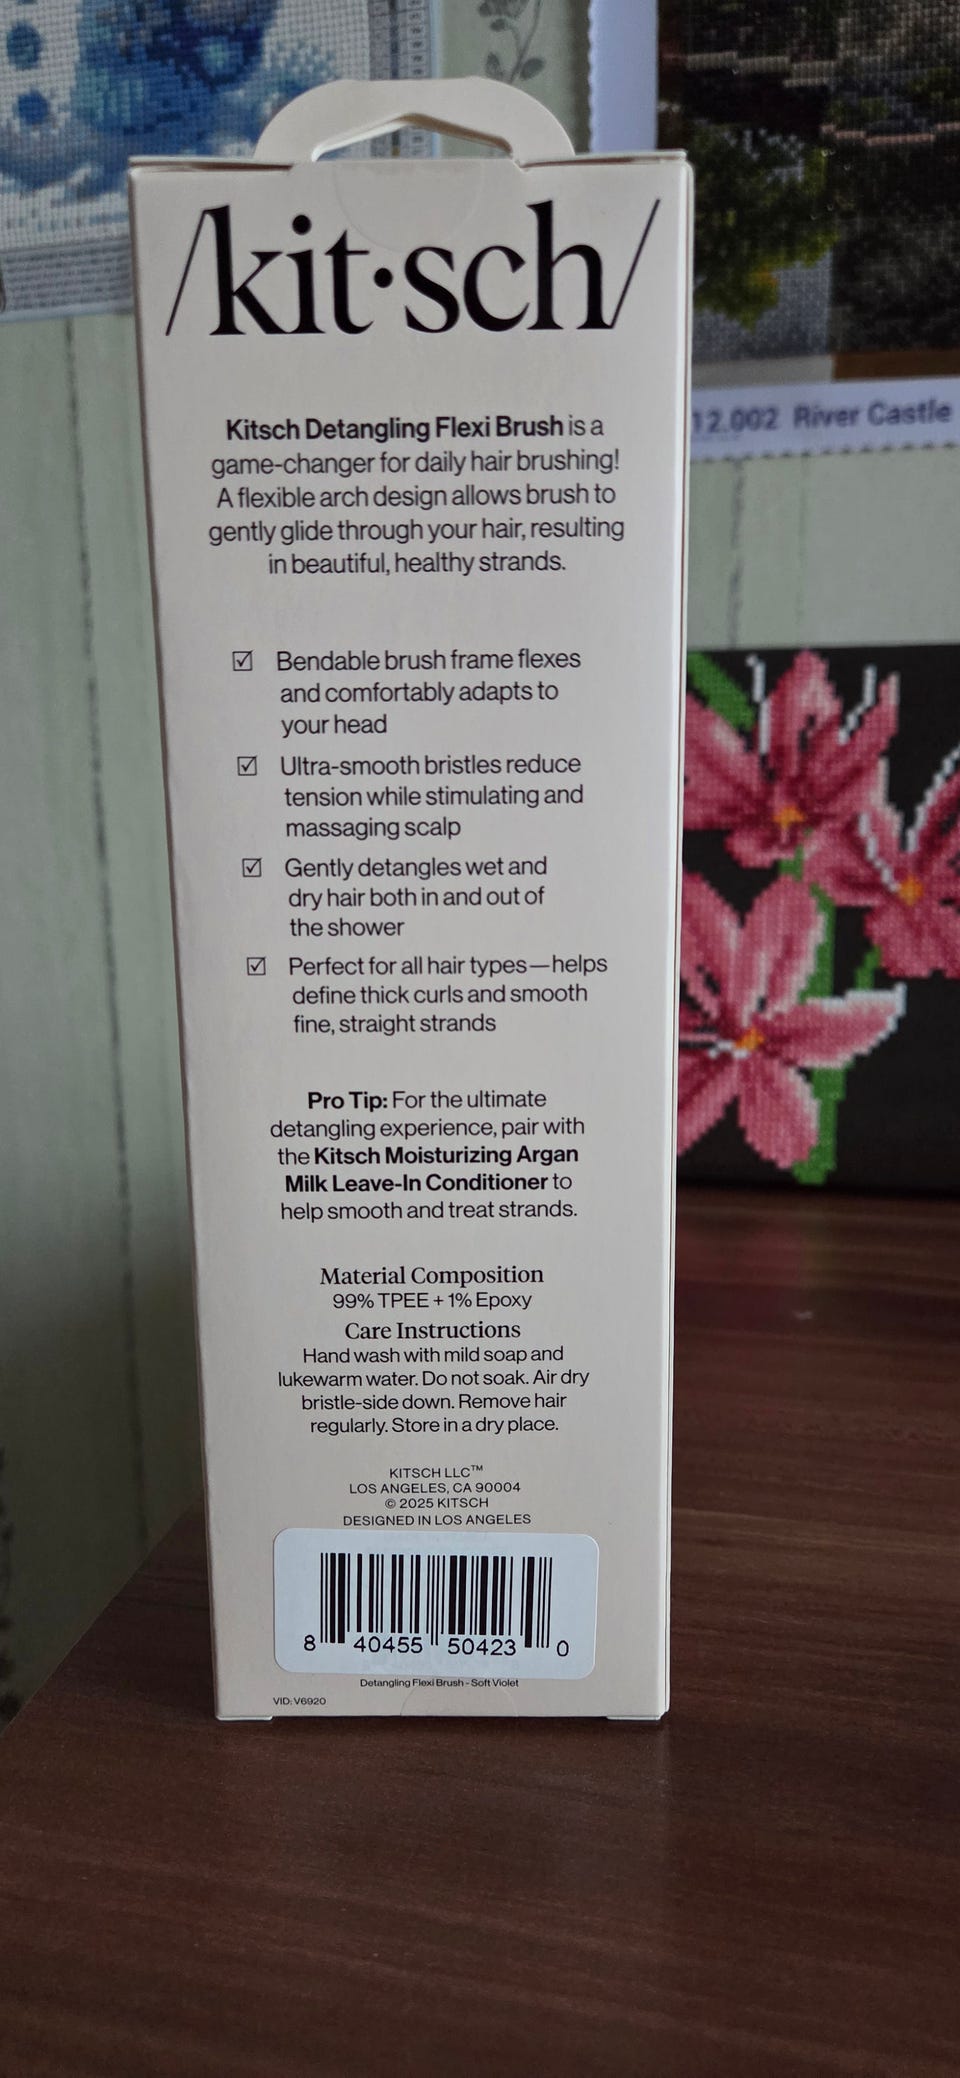 /kit·sch/
12.002 River Castle
Kitsch Detangling Flexi Brush is a
game-changer for daily hair brushing!
A flexible arch design allows brush to
gently glide through your hair, resulting
in beautiful, healthy strands.
☑ Bendable brush frame flexes
and comfortably adapts to
your head
☑ Ultra-smooth bristles reduce
tension while stimulating and
massaging scalp
☑ Gently detangles wet and
dry hair both in and out of
the shower
☑ Perfect for all hair types—helps
define thick curls and smooth
fine, straight strands
Pro Tip: For the ultimate
detangling experience, pair with
the Kitsch Moisturizing Argan
Milk Leave-In Conditioner to
help smooth and treat strands.
Material Composition
99% TPEE + 1% Epoxy
Care Instructions
Hand wash with mild soap and
lukewarm water. Do not soak. Air dry
bristle-side down. Remove hair
regularly. Store in a dry place.
KITSCH LLC™
LOS ANGELES, CA 90004
© 2025 KITSCH
DESIGNED IN LOS ANGELES
8 40455 50423 0
Detangling Flexi Brush - Soft Violet
VID: V6920